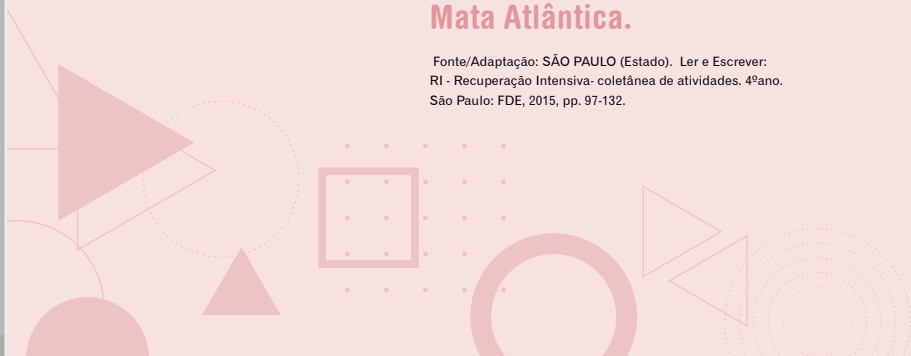 Mata Atlântica.
Fonte/Adaptação: SÃO PAULO (Estado). Ler e Escrever:
RI - Recuperação Intensiva- coletânea de atividades. 4ºano.
São Paulo: FDE, 2015, pp. 97-132.